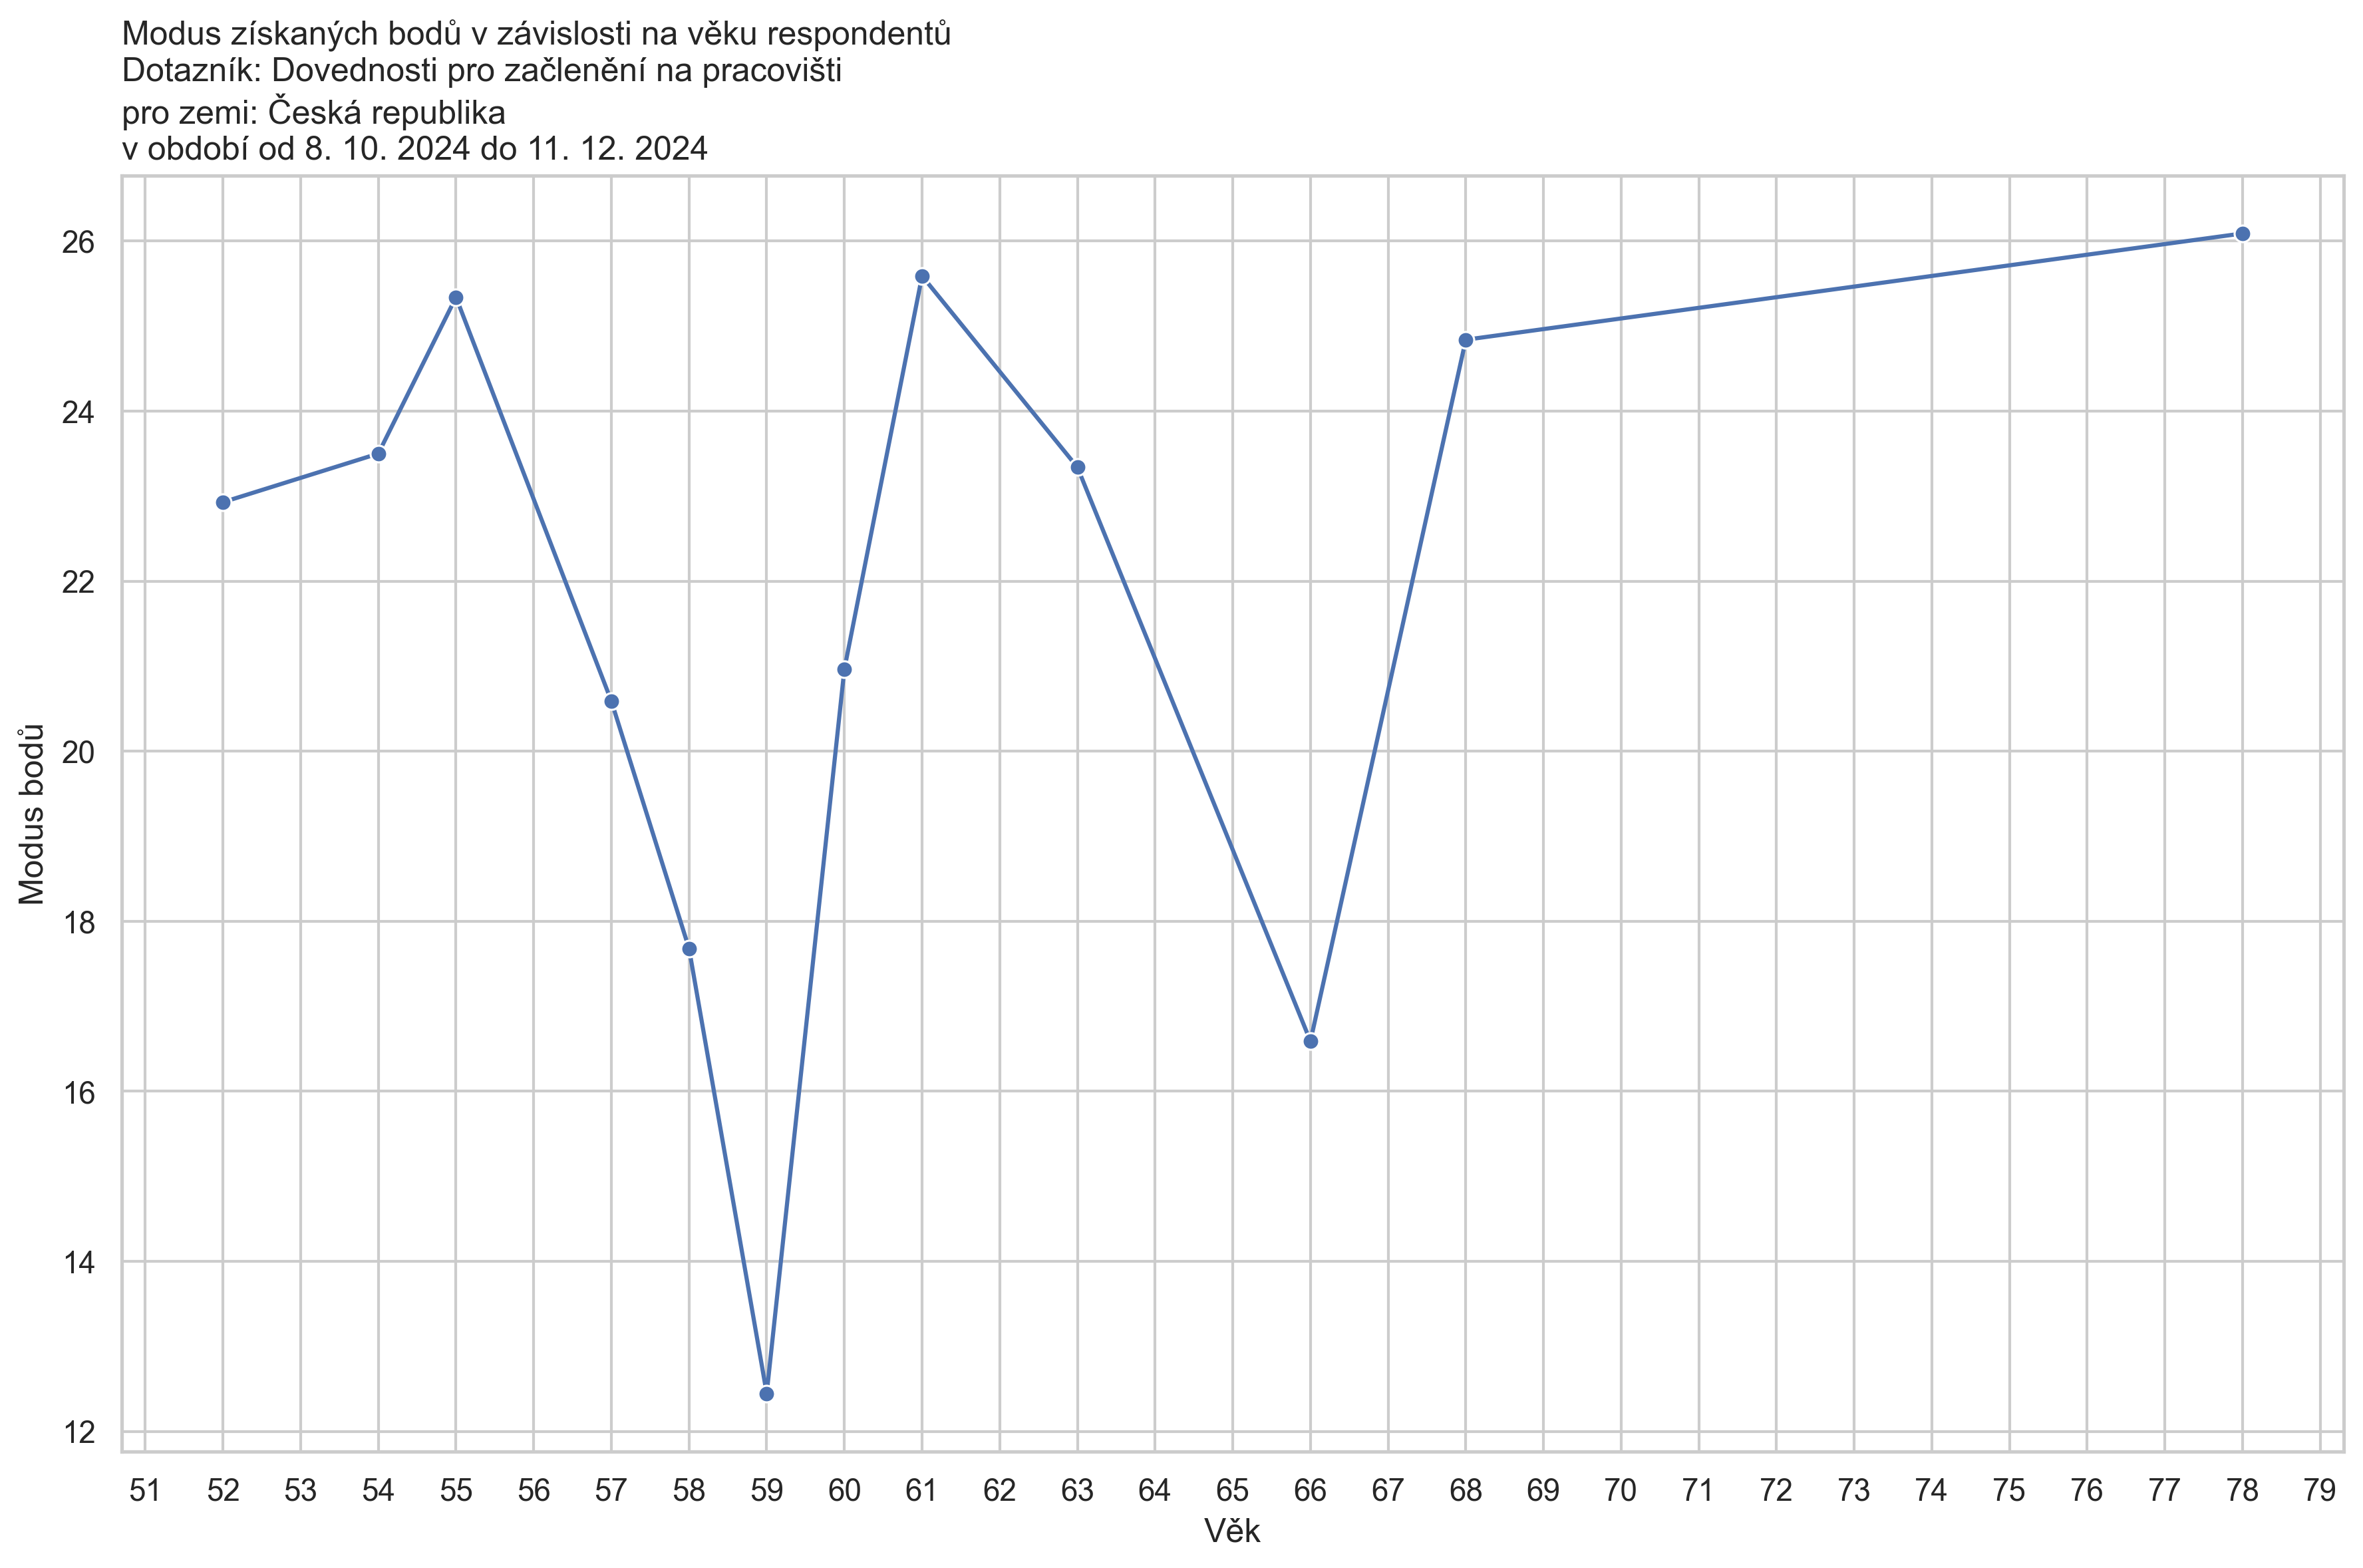 Modus získaných bodů v závislosti na věku respondentů
Dotazník: Dovednosti pro začlenění na pracovišti
pro zemi: Česká republika
v období od 8. 10. 2024 do 11. 12. 2024
26
24
22
20
18
16
14
12
Modus bodů
51 52 53 54 55 56 57 58 59 60 61 62 63 64 65 66 67 68 69 70 71 72 73 74 75 76 77 78 79
Věk